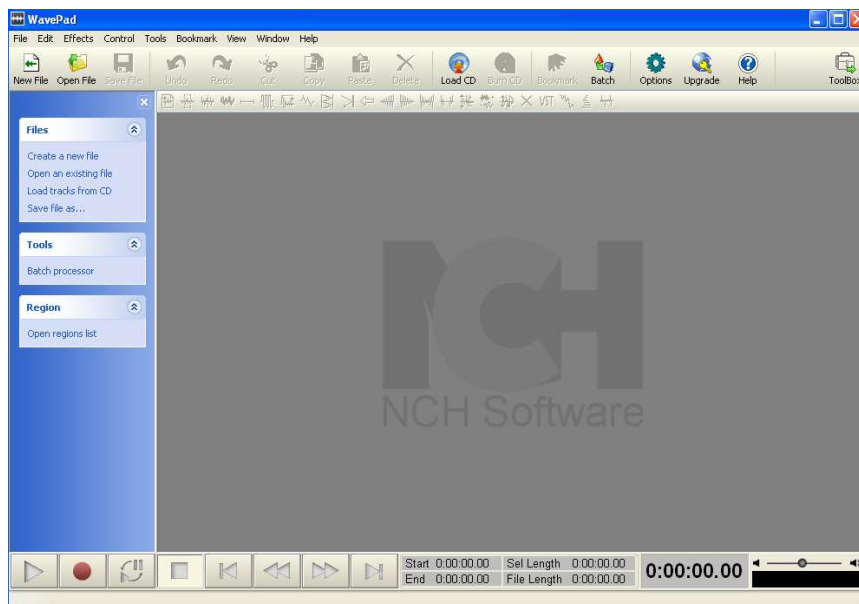 WavePad
File Edit Effects Control Tools Bookmark View Window Help
New File Open File Save File Undo Redo Cut Copy Paste Delete Load CD Burn CD Bookmark Batch Options Upgrade Help ToolBox
VST
Files
Create a new file
Open an existing file
Load tracks from CD
Save file as...
Tools
Batch processor
Region
Open regions list
NCH
NCH Software
Start 0:00:00.00 Sel Length 0:00:00.00
End 0:00:00.00 File Length 0:00:00.00
0:00:00.00